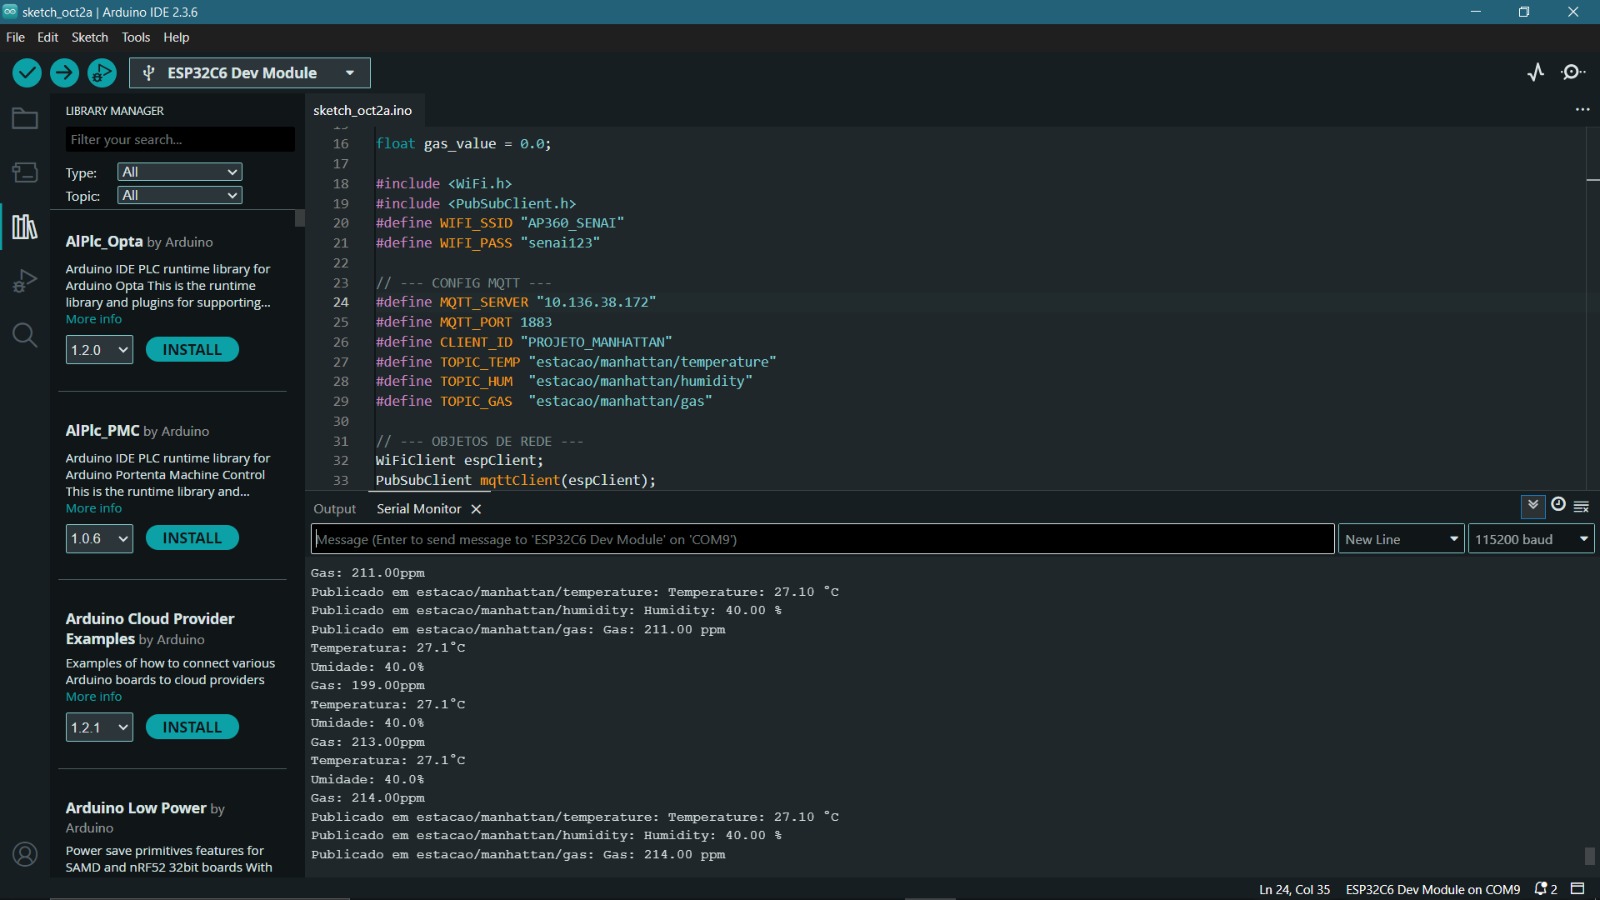 sketch_oct2a | Arduino IDE 2.3.6
File Edit Sketch Tools Help
ESP32C6 Dev Module
LIBRARY MANAGER
Filter your search...
Type: All
Topic: All
AlPlc_Opta by Arduino
Arduino IDE PLC runtime library for
Arduino Opta This is the runtime
library and plugins for supporting...
More info
1.2.0 INSTALL
AlPlc_PMC by Arduino
Arduino IDE PLC runtime library for
Arduino Portenta Machine Control
This is the runtime library and...
More info
1.0.6 INSTALL
Arduino Cloud Provider
Examples by Arduino
Examples of how to connect various
Arduino boards to cloud providers
More info
1.2.1 INSTALL
Arduino Low Power by
Arduino
Power save primitives features for
SAMD and nRF52 32bit boards With
sketch_oct2a.ino
16 float gas_value = 0.0;
17
18 #include <WiFi.h>
19 #include <PubSubClient.h>
20 #define WIFI_SSID "AP360_SENAI"
21 #define WIFI_PASS "senai123"
22
23 // --- CONFIG MQTT ---
24 #define MQTT_SERVER "10.136.38.172"
25 #define MQTT_PORT 1883
26 #define CLIENT_ID "PROJETO_MANHATTAN"
27 #define TOPIC_TEMP "estacao/manhattan/temperature"
28 #define TOPIC_HUM  "estacao/manhattan/humidity"
29 #define TOPIC_GAS  "estacao/manhattan/gas"
30
31 // --- OBJETOS DE REDE ---
32 WiFiClient espClient;
33 PubSubClient mqttClient(espClient);
Output Serial Monitor
Message (Enter to send message to 'ESP32C6 Dev Module' on 'COM9') New Line 115200 baud
Gas: 211.00ppm
Publicado em estacao/manhattan/temperature: Temperature: 27.10 °C
Publicado em estacao/manhattan/humidity: Humidity: 40.00 %
Publicado em estacao/manhattan/gas: Gas: 211.00 ppm
Temperatura: 27.1°C
Umidade: 40.0%
Gas: 199.00ppm
Temperatura: 27.1°C
Umidade: 40.0%
Gas: 213.00ppm
Temperatura: 27.1°C
Umidade: 40.0%
Gas: 214.00ppm
Publicado em estacao/manhattan/temperature: Temperature: 27.10 °C
Publicado em estacao/manhattan/humidity: Humidity: 40.00 %
Publicado em estacao/manhattan/gas: Gas: 214.00 ppm
Ln 24, Col 35 ESP32C6 Dev Module on COM9 2